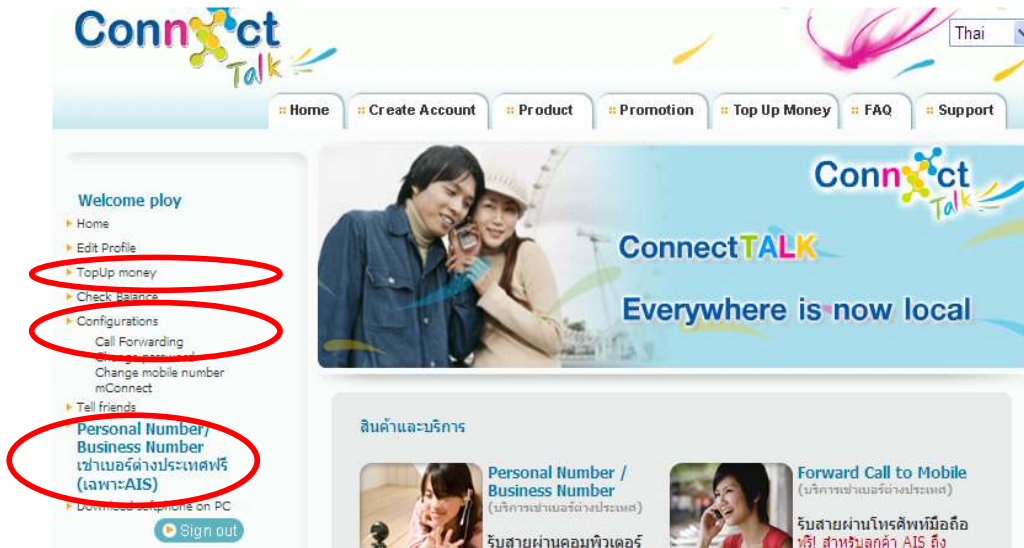 Connect
Talk
Thai
:: Home
:: Create Account
:: Product
:: Promotion
:: Top Up Money
:: FAQ
:: Support
Welcome ploy
Home
Edit Profile
TopUp money
Check Balance
Configurations
Call Forwarding
Change password
Change mobile number
mConnect
Tell friends
Personal Number/
Business Number
เช่าเบอร์ต่างประเทศฟรี
(เฉพาะAIS)
Download softphone on PC
Sign out
Connect
Talk
ConnectTALK
Everywhere is now local
สินค้าและบริการ
Personal Number /
Business Number
(บริการเช่าเบอร์ต่างประเทศ)
รับสายผ่านคอมพิวเตอร์
Forward Call to Mobile
(บริการเช่าเบอร์ต่างประเทศ)
รับสายผ่านโทรศัพท์มือถือ
ฟรี! สำหรับลูกค้า AIS ถึง